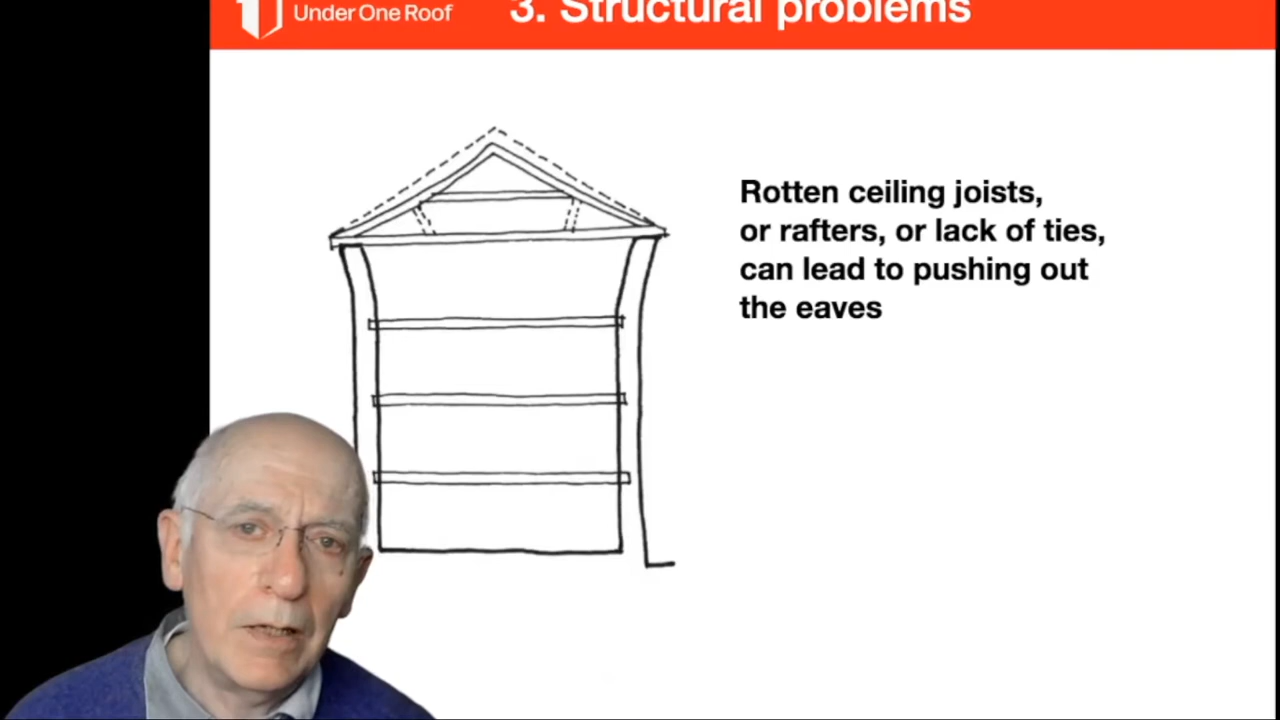 Under One Roof
3. Structural problems
Rotten ceiling joists,
or rafters, or lack of ties,
can lead to pushing out
the eaves